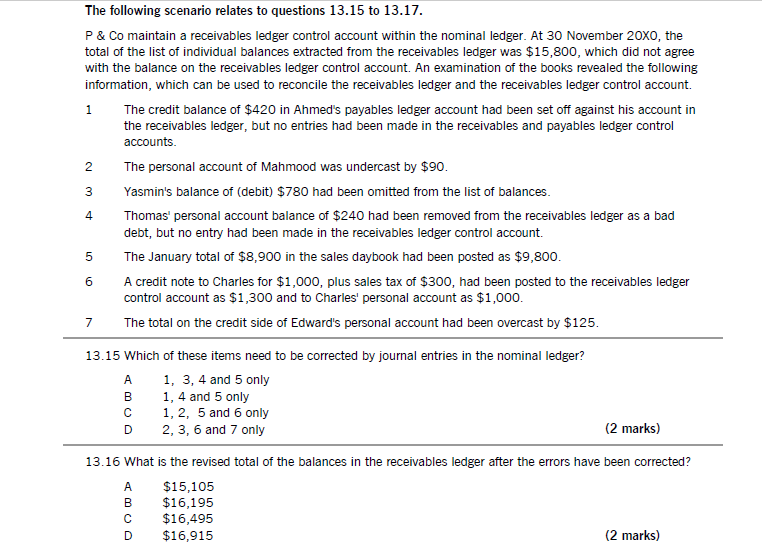 The following scenario relates to questions 13.15 to 13.17.
P & Co maintain a receivables ledger control account within the nominal ledger. At 30 November 20X0, the
total of the list of individual balances extracted from the receivables ledger was $15,800, which did not agree
with the balance on the receivables ledger control account. An examination of the books revealed the following
information, which can be used to reconcile the receivables ledger and the receivables ledger control account.
1 The credit balance of $420 in Ahmed's payables ledger account had been set off against his account in
the receivables ledger, but no entries had been made in the receivables and payables ledger control
accounts.
2 The personal account of Mahmood was undercast by $90.
3 Yasmin's balance of (debit) $780 had been omitted from the list of balances.
4 Thomas' personal account balance of $240 had been removed from the receivables ledger as a bad
debt, but no entry had been made in the receivables ledger control account.
5 The January total of $8,900 in the sales daybook had been posted as $9,800.
6 A credit note to Charles for $1,000, plus sales tax of $300, had been posted to the receivables ledger
control account as $1,300 and to Charles' personal account as $1,000.
7 The total on the credit side of Edward's personal account had been overcast by $125.
13.15 Which of these items need to be corrected by journal entries in the nominal ledger?
A 1, 3, 4 and 5 only
B 1, 4 and 5 only
C 1, 2, 5 and 6 only
D 2, 3, 6 and 7 only (2 marks)
13.16 What is the revised total of the balances in the receivables ledger after the errors have been corrected?
A $15,105
B $16,195
C $16,495
D $16,915 (2 marks)